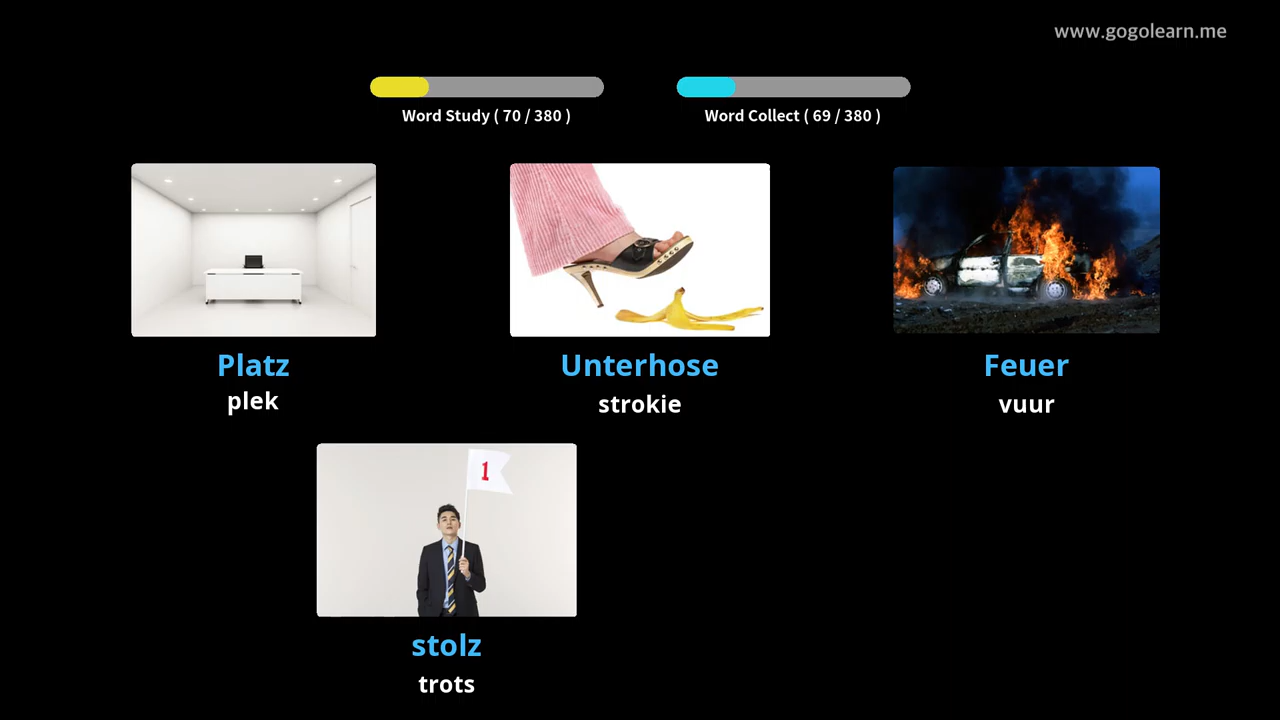 www.gogolearn.me
Word Study ( 70 / 380 )
Word Collect ( 69 / 380 )
Platz
plek
Unterhose
strokie
Feuer
vuur
1
stolz
trots